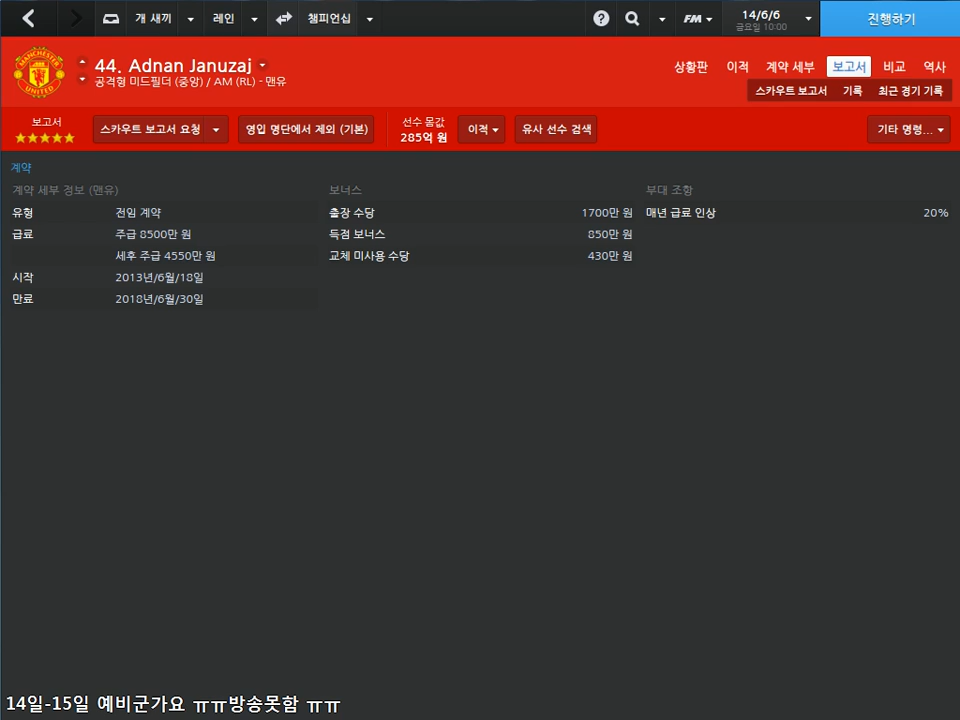 개 새끼 레인 챔피언십 ? FM 14/6/6 진행하기
금요일 10:00
MANCHESTER UNITED
44. Adnan Januzaj
공격형 미드필더 (중앙) / AM (RL) - 맨유
상황판 이적 계약 세부 보고서 비교 역사
스카우트 보고서 기록 최근 경기 기록
보고서 스카우트 보고서 요청 영입 명단에서 제외 (기본) 선수 몸값 이적 유사 선수 검색 기타 명령...
285억 원
계약
계약 세부 정보 (맨유) 보너스 부대 조항
유형 전임 계약 출장 수당 1700만 원 매년 급료 인상 20%
급료 주급 8500만 원 득점 보너스 850만 원
세후 주급 4550만 원 교체 미사용 수당 430만 원
시작 2013년/6월/18일
만료 2018년/6월/30일
14일-15일 예비군가요 ㅠㅠ방송못함 ㅠㅠ